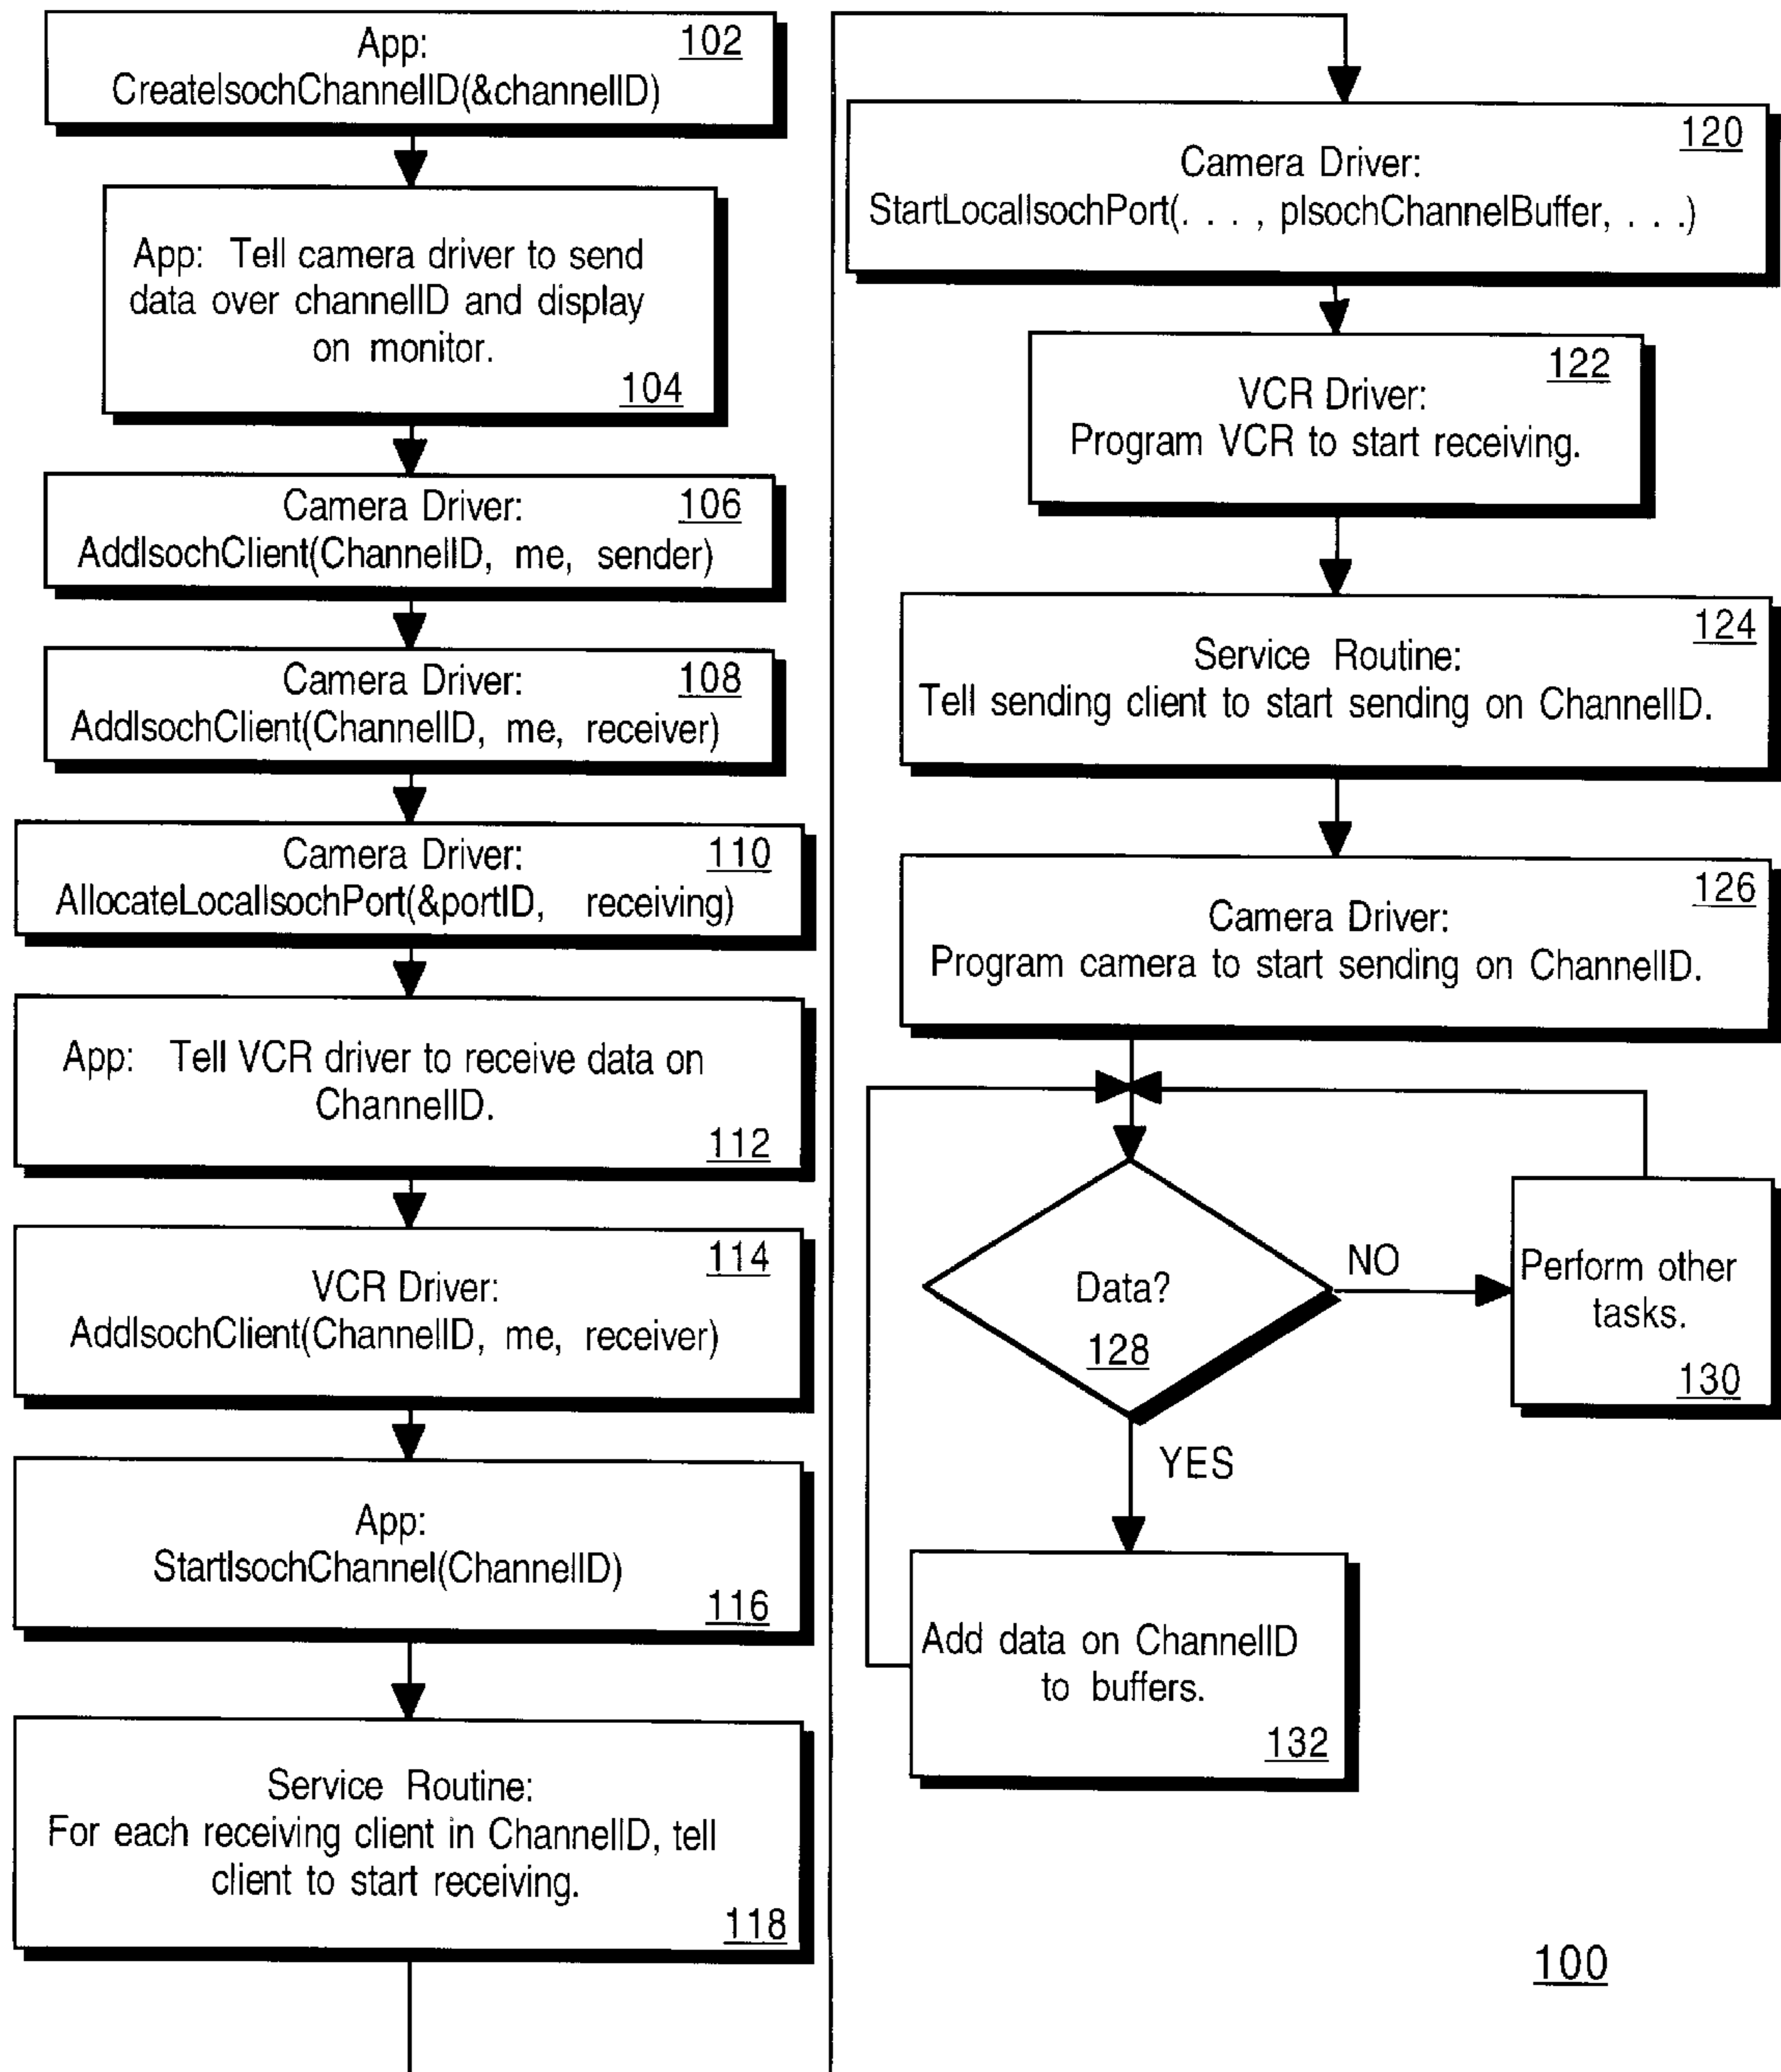 App:
102
CreateIsochChannelID(&channelID)
App: Tell camera driver to send
data over channelID and display
on monitor.
104
Camera Driver:
106
AddIsochClient(ChannelID, me, sender)
Camera Driver:
108
AddIsochClient(ChannelID, me, receiver)
Camera Driver:
110
AllocateLocalIsochPort(&portID, receiving)
App: Tell VCR driver to receive data on
ChannelID.
112
114
VCR Driver:
AddIsochClient(ChannelID, me, receiver)
App:
StartIsochChannel(ChannelID)
116
Service Routine:
For each receiving client in ChannelID, tell
client to start receiving.
118
120
Camera Driver:
StartLocalIsochPort(. . ., pIsochChannelBuffer, . . .)
122
VCR Driver:
Program VCR to start receiving.
124
Service Routine:
Tell sending client to start sending on ChannelID.
126
Camera Driver:
Program camera to start sending on ChannelID.
Data?
128
NO
Perform other
tasks.
130
YES
Add data on ChannelID
to buffers.
132
100